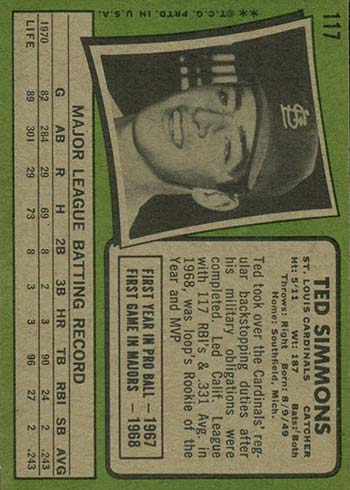 117
***©T.C.G. PRTD. IN U.S.A.
StL
TED SIMMONS
ST. LOUIS CARDINALS CATCHER
Ht: 5/11 Wt: 187 Bats: Both
Throws: Right Born: 8/9/49
Home: Southfield, Mich.
Ted took over the Cardinals' reg-
ular backstopping duties after
his military obligations were
completed. Led Calif. League
with 117 RBI's & .331 Avg. in
1968, was loop's Rookie of the
Year and MVP
FIRST YEAR IN PRO BALL — 1967
FIRST GAME IN MAJORS — 1968
MAJOR LEAGUE BATTING RECORD
G AB R H 2B 3B HR TB RBI SB AVG
1970 82 284 29 69 8 2 3 90 24 2 .243
LIFE 89 301 29 73 8 3 3 96 27 2 .243